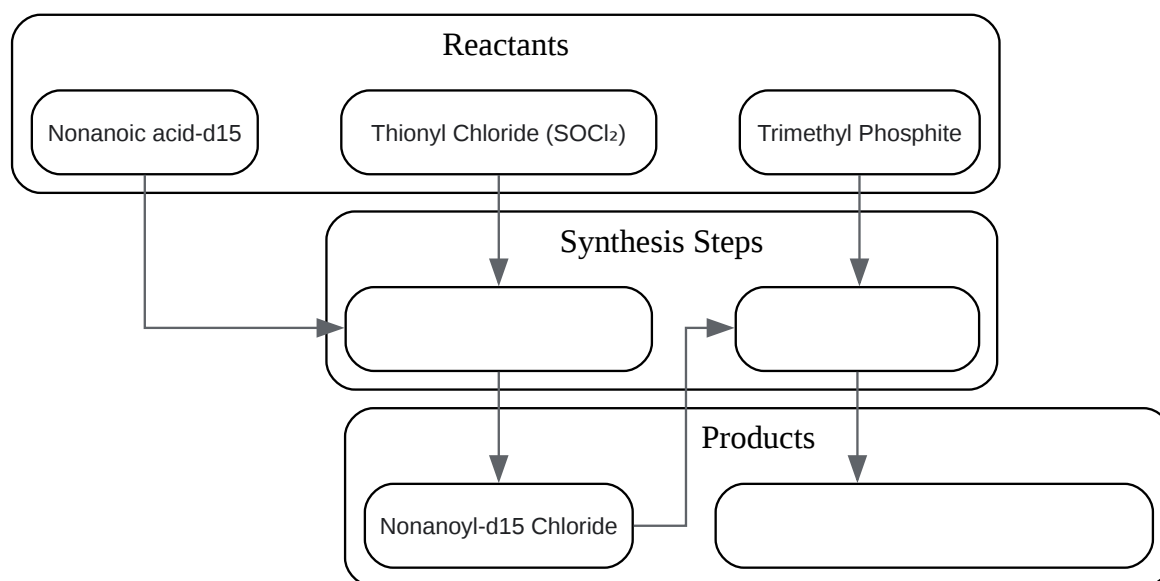 Reactants
Nonanoic acid-d15
Thionyl Chloride (SOCl₂)
Trimethyl Phosphite
Synthesis Steps
Products
Nonanoyl-d15 Chloride